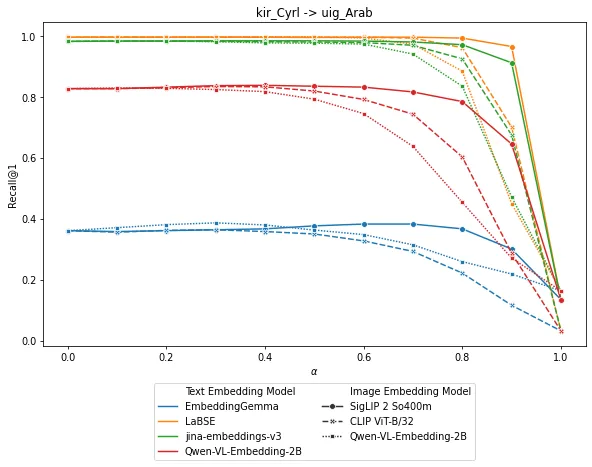 kir_Cyrl -> uig_Arab
Recall@1
1.0
0.8
0.6
0.4
0.2
0.0
0.0 0.2 0.4 0.6 0.8 1.0
α
Text Embedding Model Image Embedding Model
EmbeddingGemma SigLIP 2 So400m
LaBSE CLIP ViT-B/32
jina-embeddings-v3 Qwen-VL-Embedding-2B
Qwen-VL-Embedding-2B